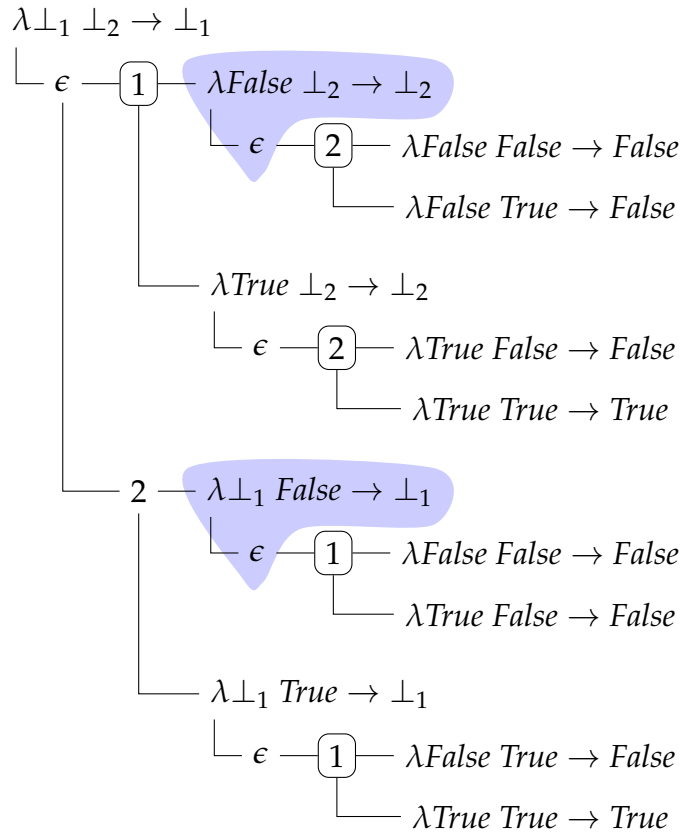 λ⊥₁ ⊥₂ → ⊥₁
ϵ 1 λFalse ⊥₂ → ⊥₂
ϵ 2 λFalse False → False
λFalse True → False
λTrue ⊥₂ → ⊥₂
ϵ 2 λTrue False → False
λTrue True → True
2 λ⊥₁ False → ⊥₁
ϵ 1 λFalse False → False
λTrue False → False
λ⊥₁ True → ⊥₁
ϵ 1 λFalse True → False
λTrue True → True